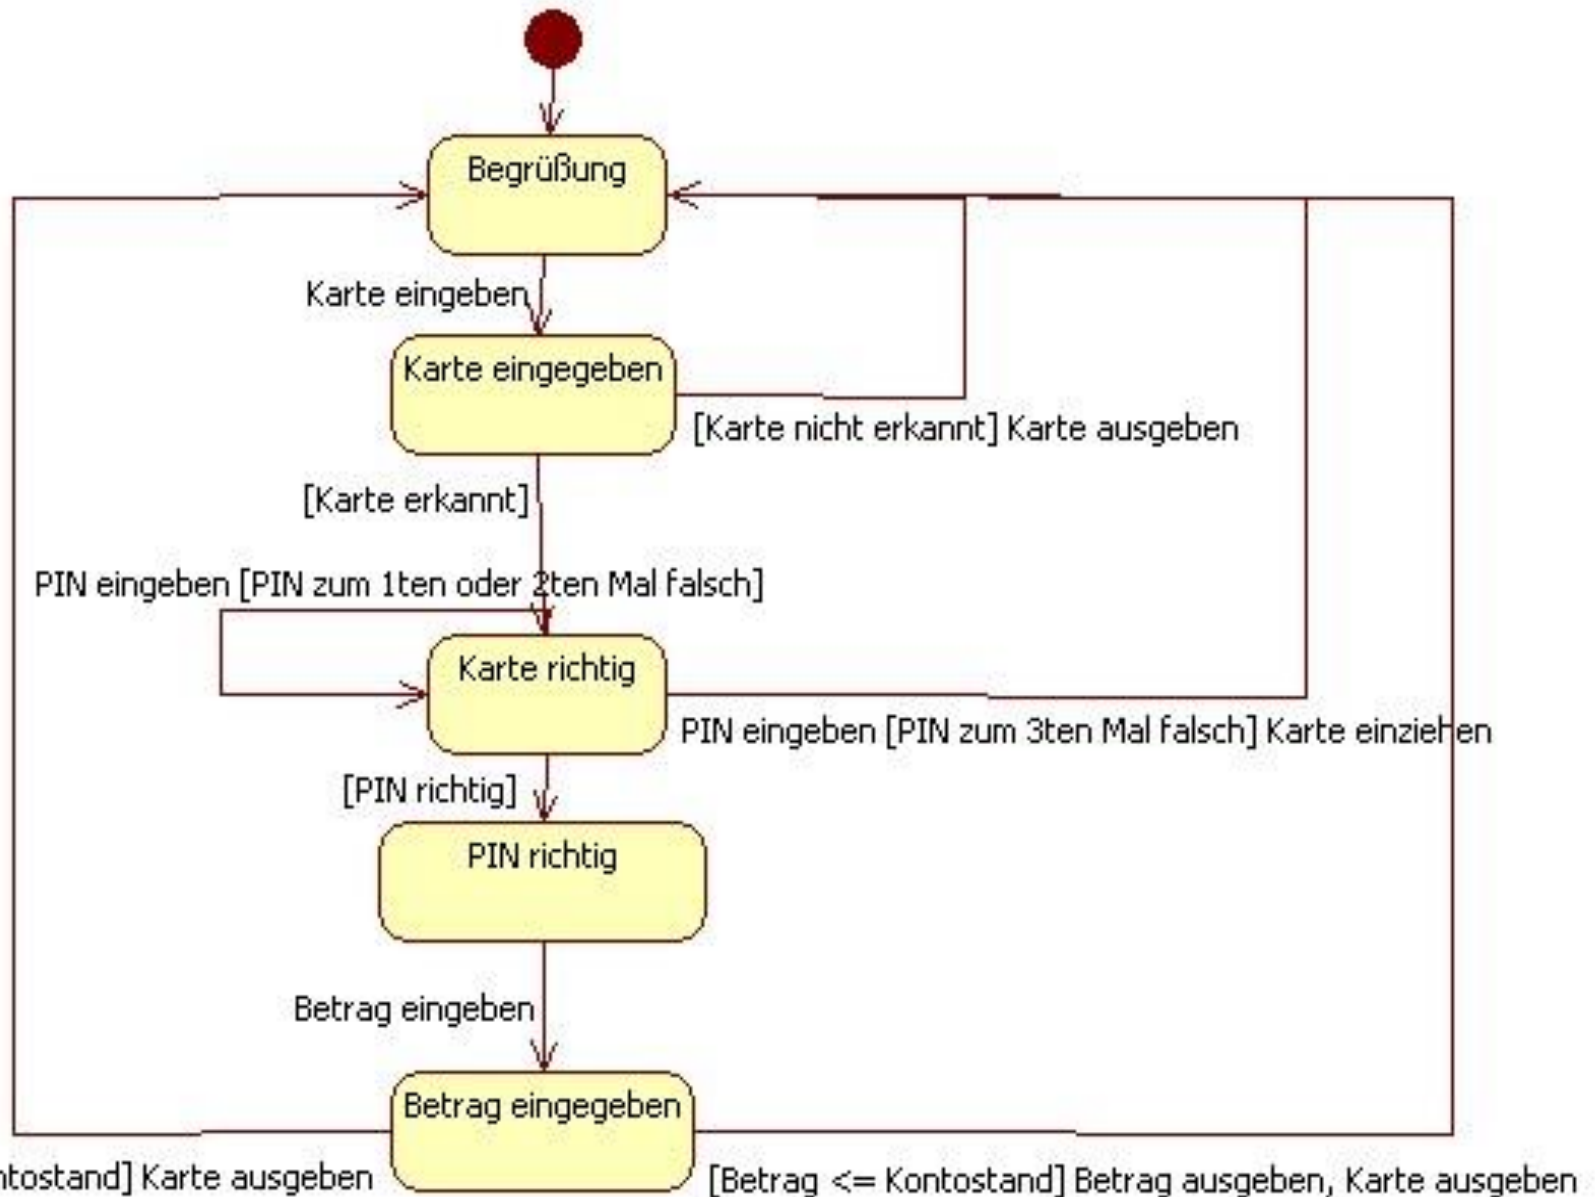 Begrüßung
Karte eingeben
Karte eingegeben
[Karte nicht erkannt] Karte ausgeben
[Karte erkannt]
PIN eingeben [PIN zum 1ten oder 2ten Mal falsch]
Karte richtig
PIN eingeben [PIN zum 3ten Mal falsch] Karte einziehen
[PIN richtig]
PIN richtig
Betrag eingeben
Betrag eingegeben
ntostand] Karte ausgeben
[Betrag <= Kontostand] Betrag ausgeben, Karte ausgeben